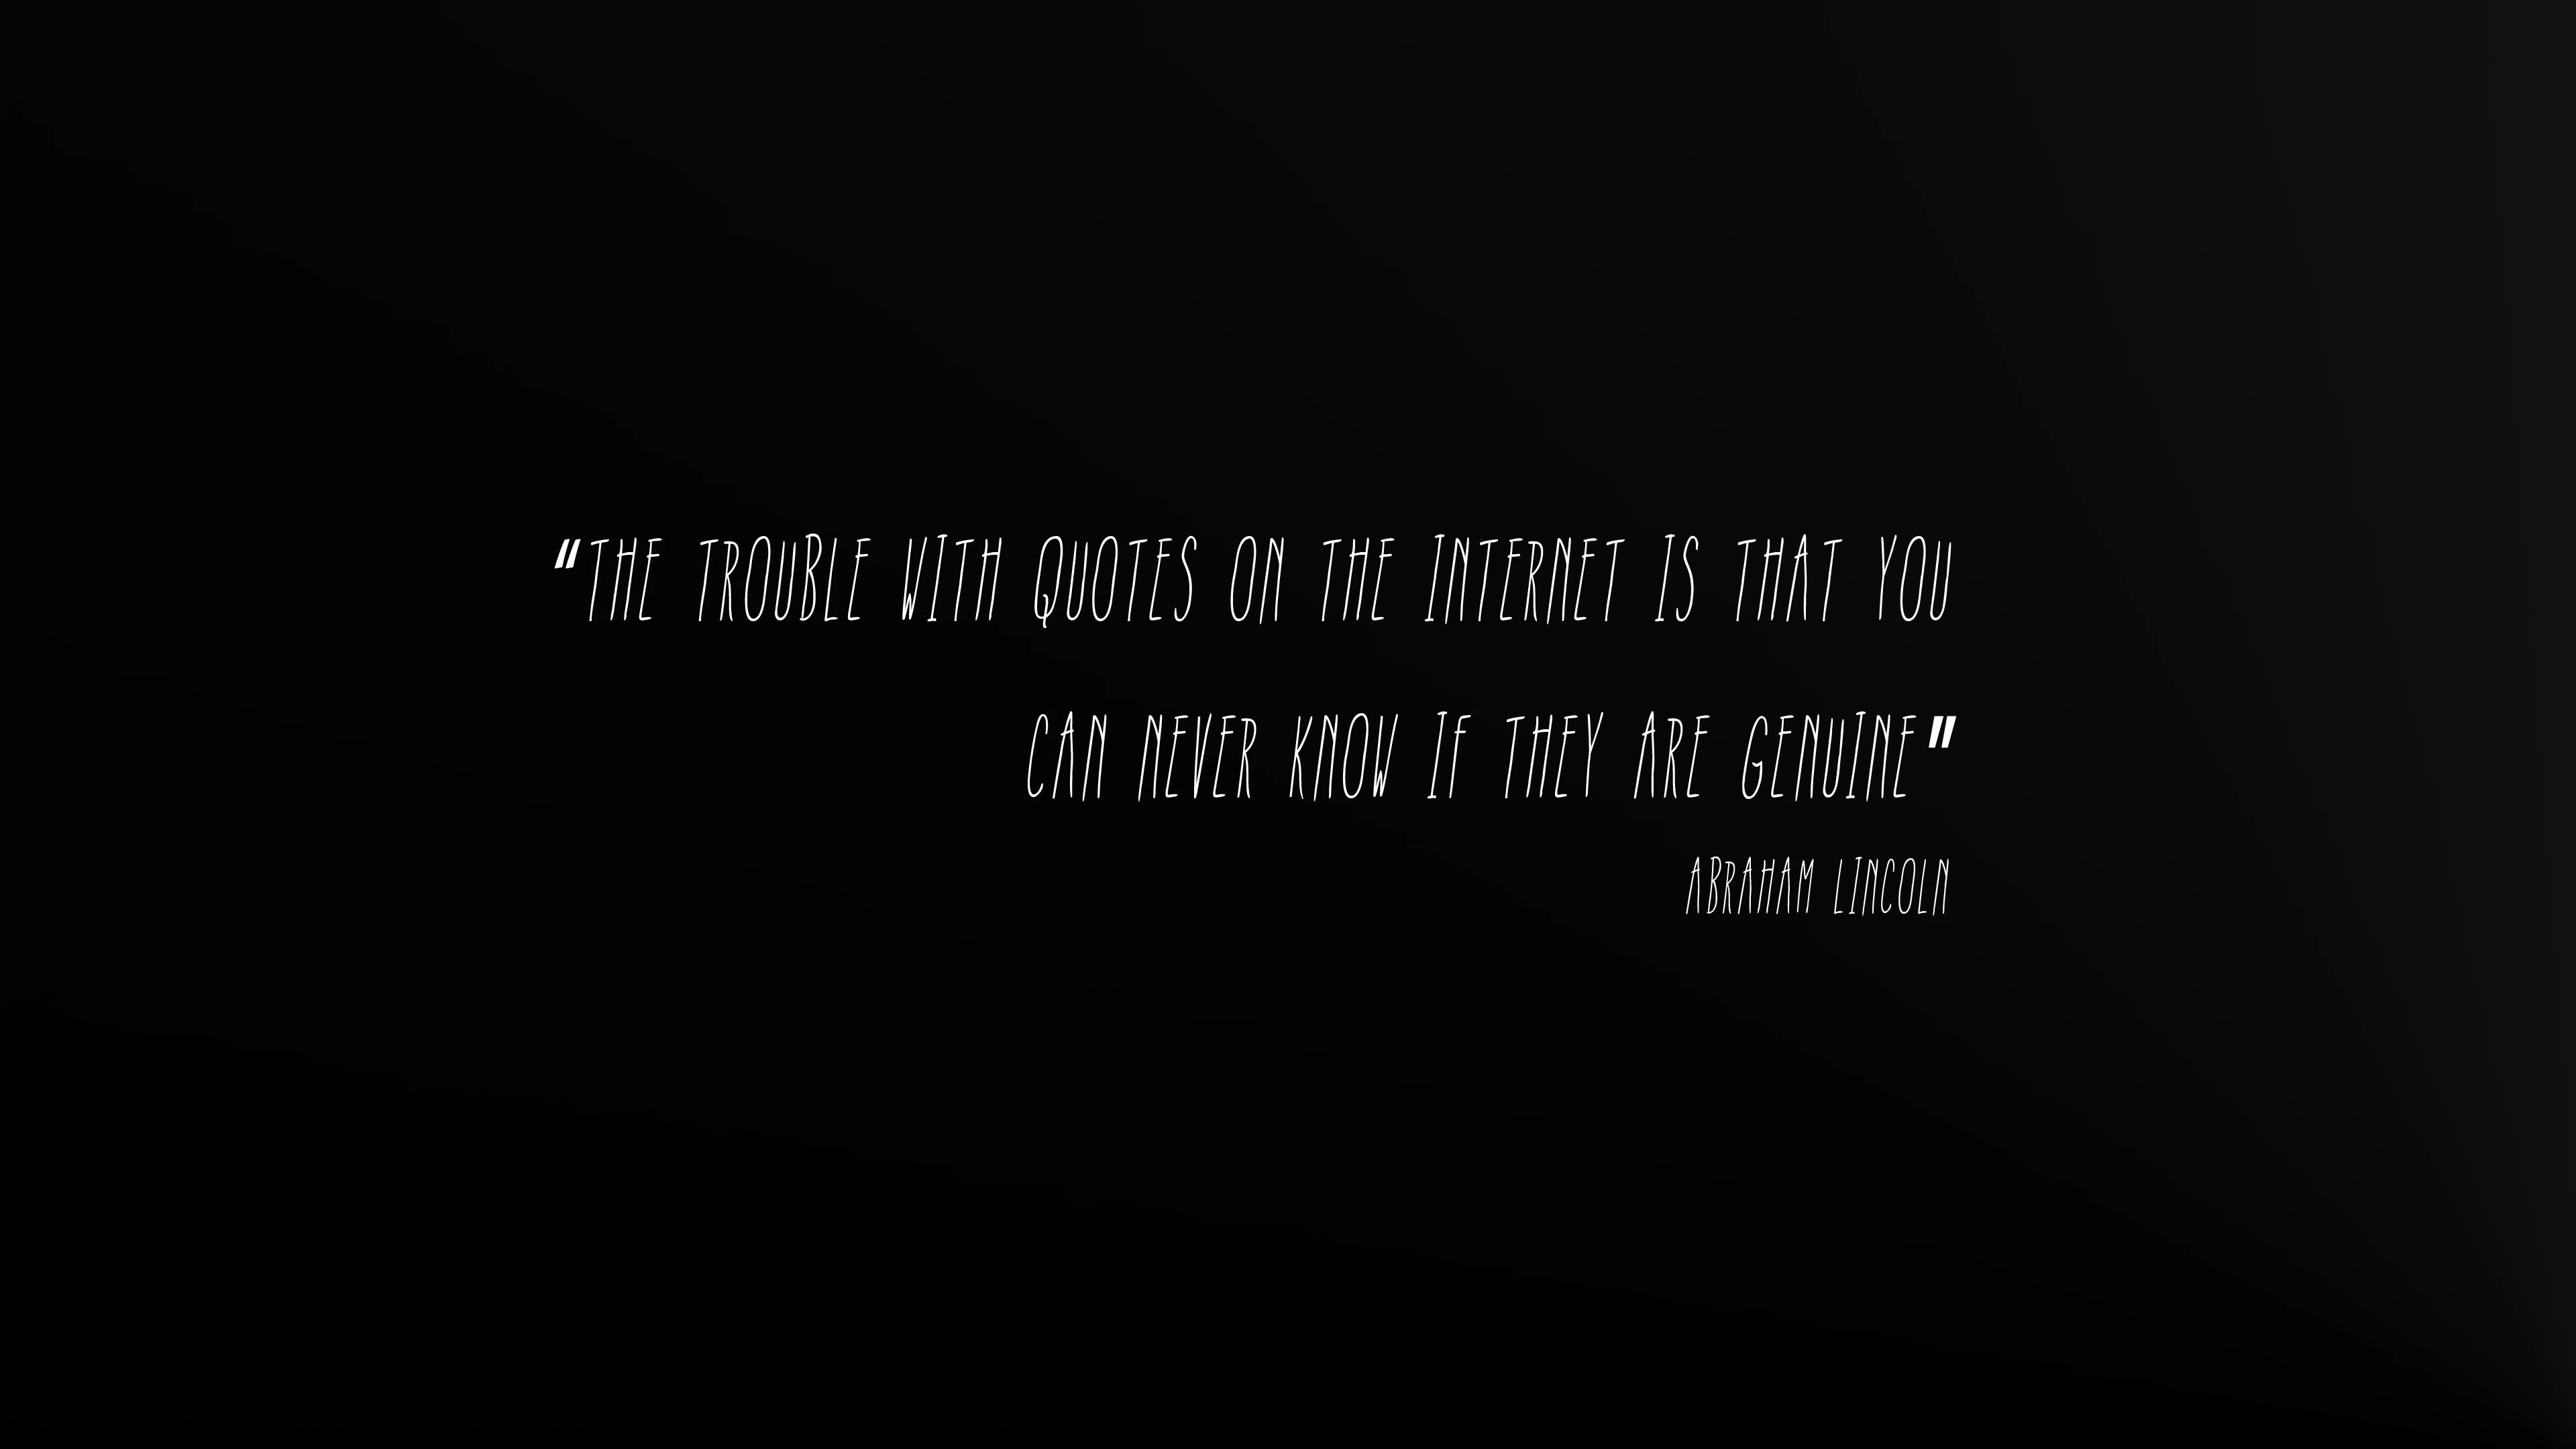 “THE TROUBLE WITH QUOTES ON THE INTERNET IS THAT YOU
CAN NEVER KNOW IF THEY ARE GENUINE"
ABRAHAM LINCOLN